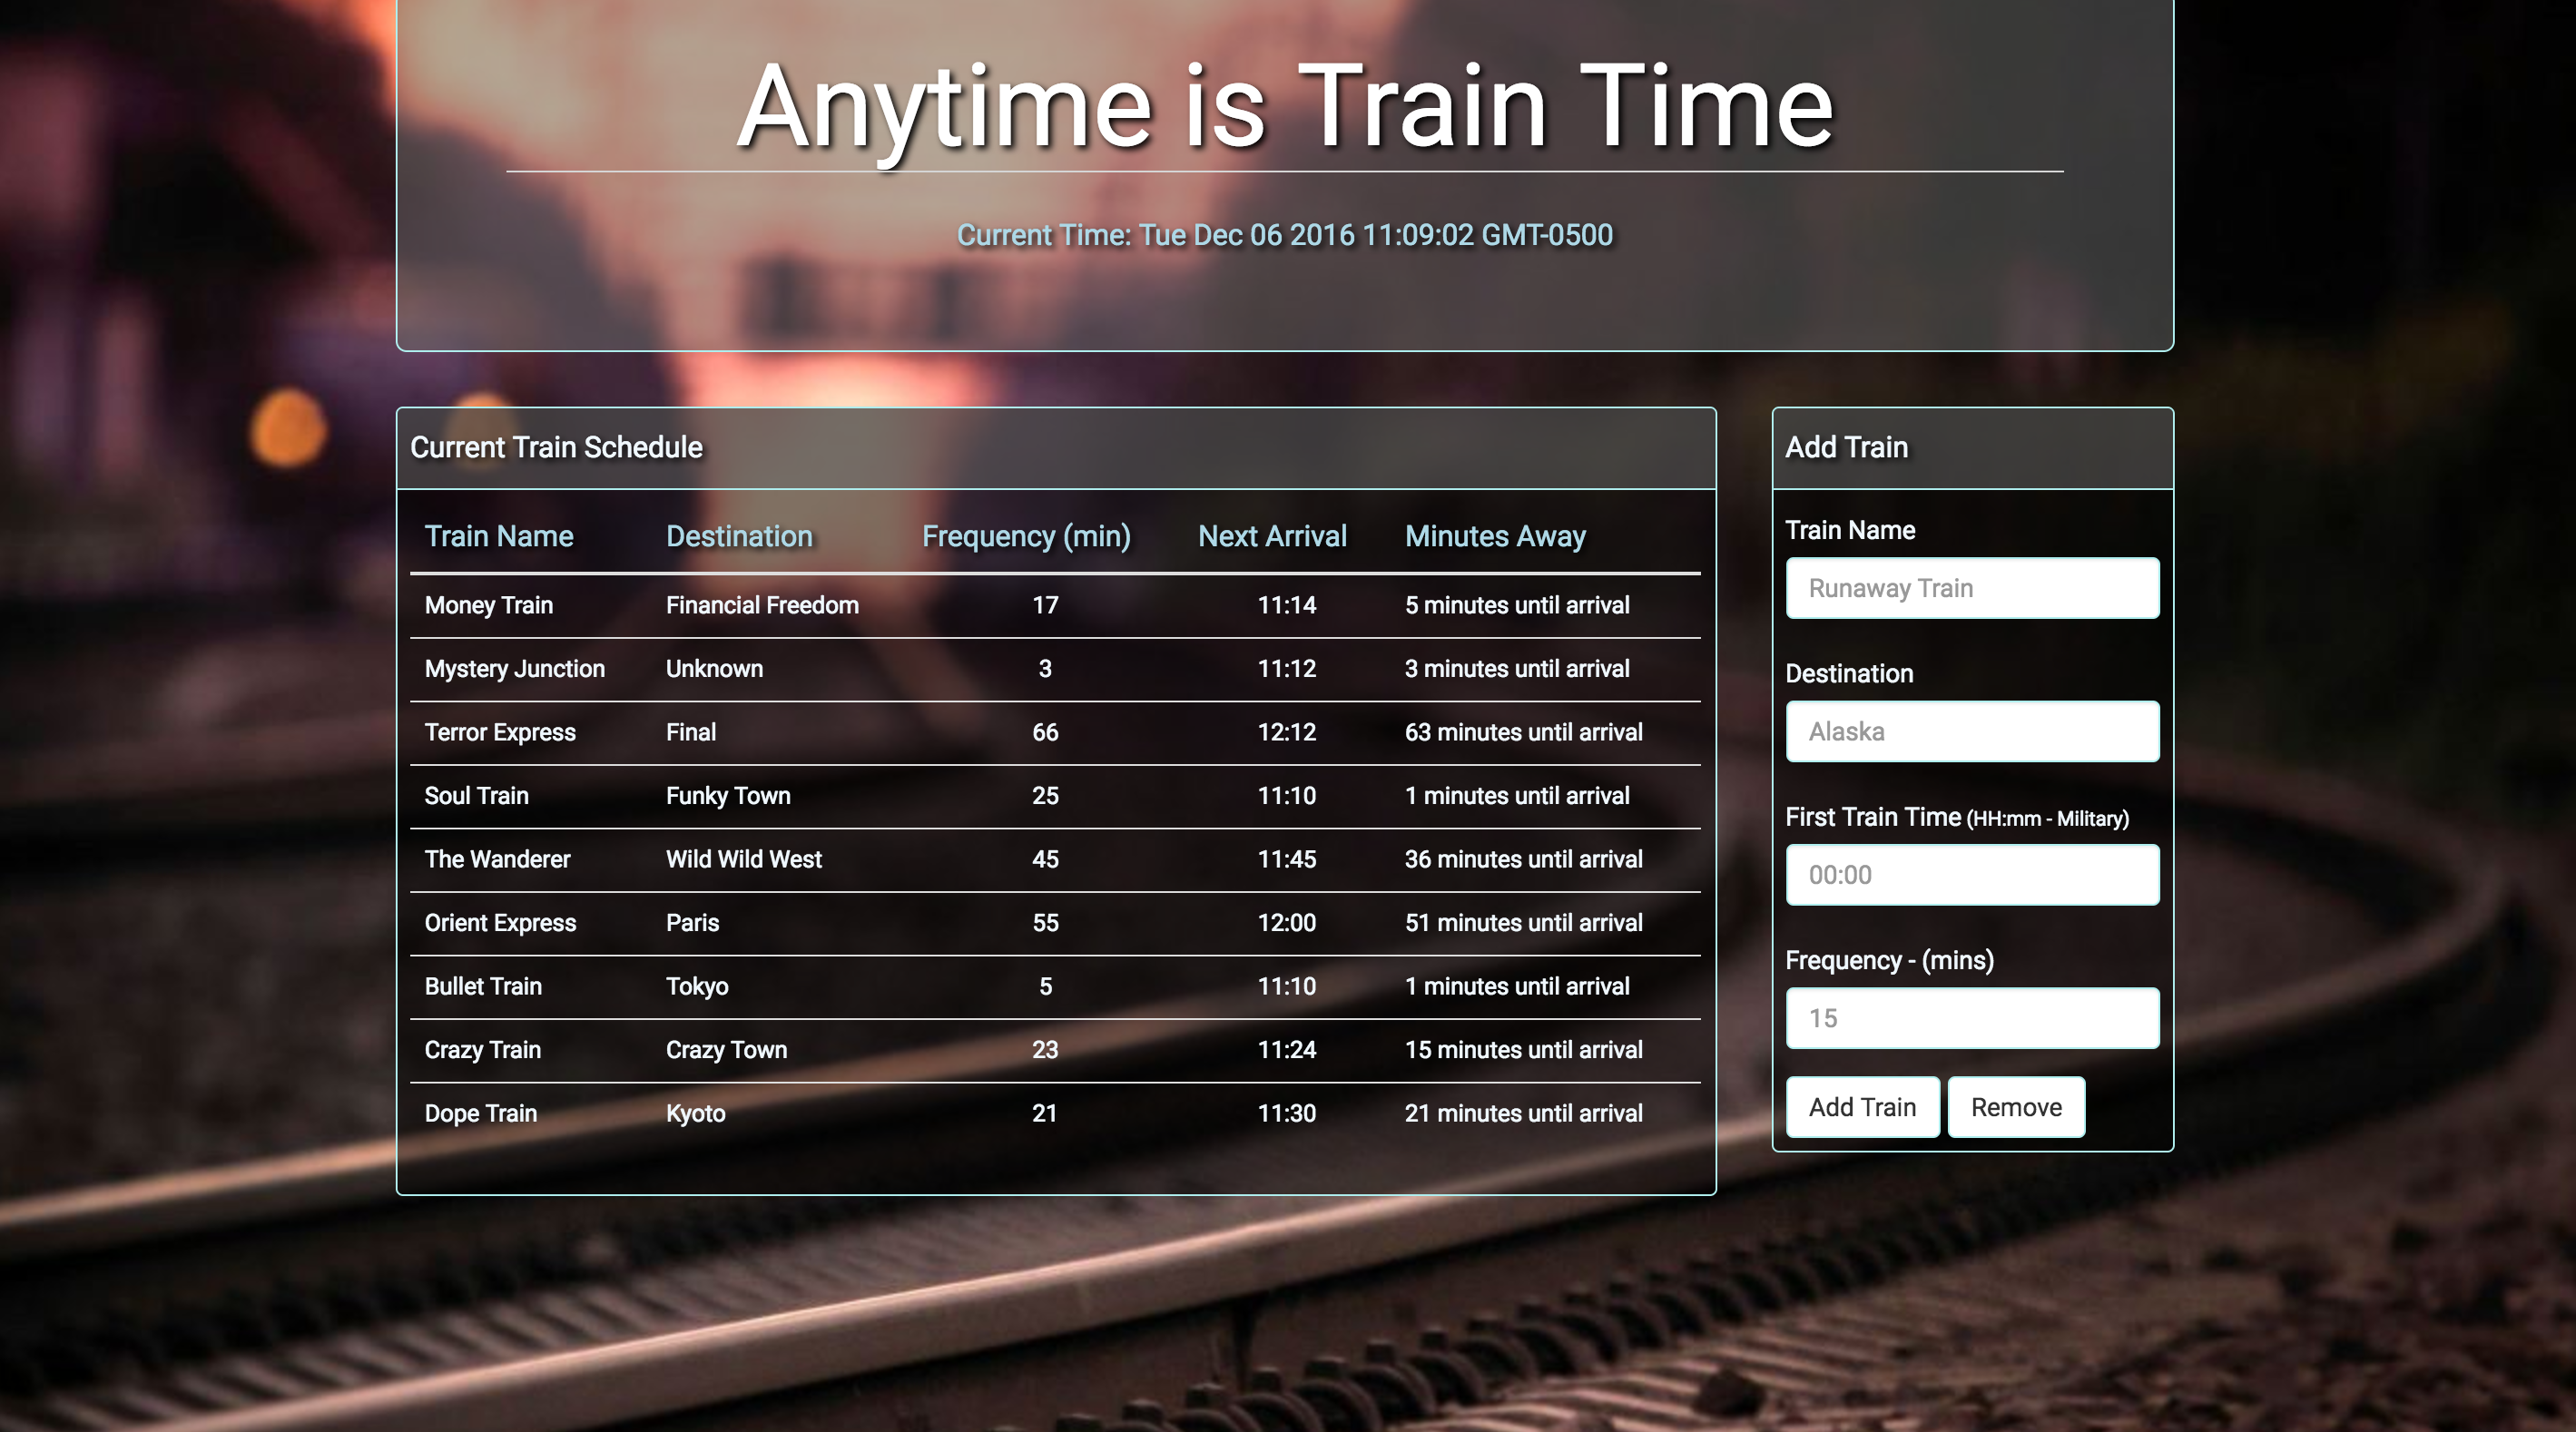 Anytime is Train Time
Current Time: Tue Dec 06 2016 11:09:02 GMT-0500
Current Train Schedule
Train Name Destination Frequency (min) Next Arrival Minutes Away
Money Train Financial Freedom 17 11:14 5 minutes until arrival
Mystery Junction Unknown 3 11:12 3 minutes until arrival
Terror Express Final 66 12:12 63 minutes until arrival
Soul Train Funky Town 25 11:10 1 minutes until arrival
The Wanderer Wild Wild West 45 11:45 36 minutes until arrival
Orient Express Paris 55 12:00 51 minutes until arrival
Bullet Train Tokyo 5 11:10 1 minutes until arrival
Crazy Train Crazy Town 23 11:24 15 minutes until arrival
Dope Train Kyoto 21 11:30 21 minutes until arrival
Add Train
Train Name
Runaway Train
Destination
Alaska
First Train Time (HH:mm - Military)
00:00
Frequency - (mins)
15
Add Train Remove